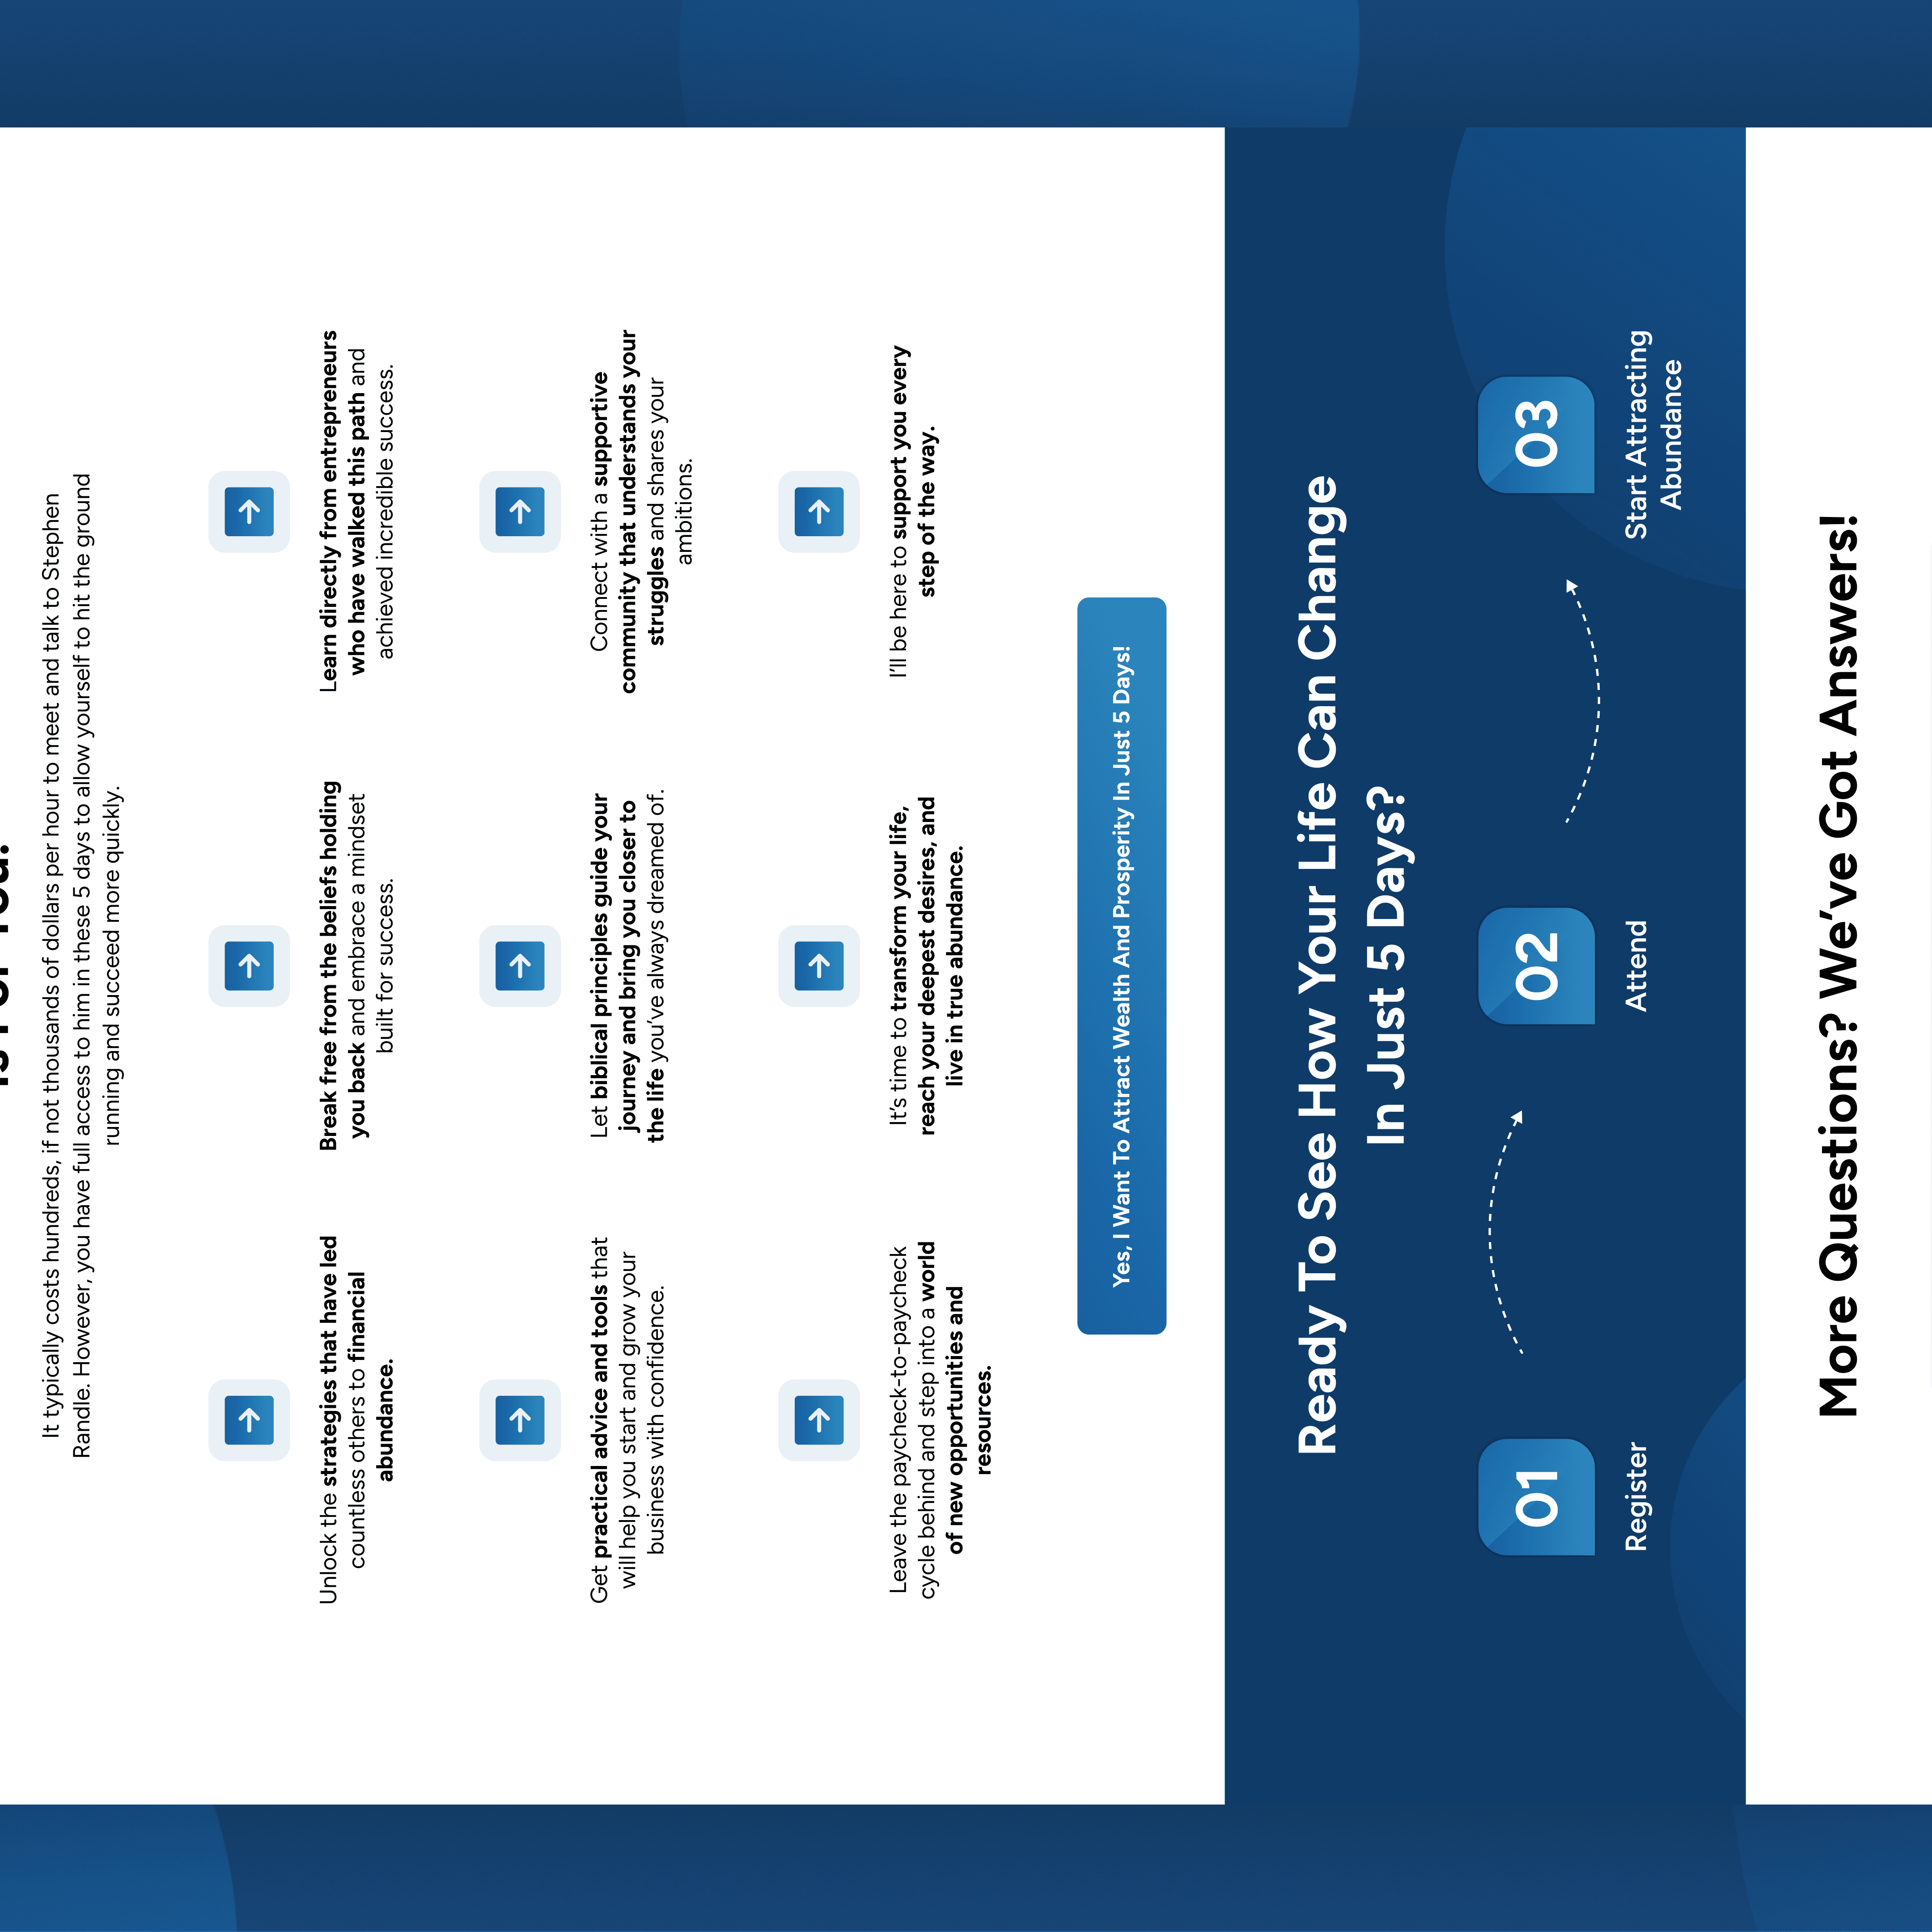 Is For You:
It typically costs hundreds, if not thousands of dollars per hour to meet and talk to Stephen
Randle. However, you have full access to him in these 5 days to allow yourself to hit the ground
running and succeed more quickly.
Unlock the strategies that have led
countless others to financial
abundance.
Break free from the beliefs holding
you back and embrace a mindset
built for success.
Learn directly from entrepreneurs
who have walked this path and
achieved incredible success.
Get practical advice and tools that
will help you start and grow your
business with confidence.
Let biblical principles guide your
journey and bring you closer to
the life you've always dreamed of.
Connect with a supportive
community that understands your
struggles and shares your
ambitions.
Leave the paycheck-to-paycheck
cycle behind and step into a world
of new opportunities and
resources.
It's time to transform your life,
reach your deepest desires, and
live in true abundance.
I'll be here to support you every
step of the way.
Yes, I Want To Attract Wealth And Prosperity In Just 5 Days!
Ready To See How Your Life Can Change
In Just 5 Days?
01
02
03
Register
Attend
Start Attracting
Abundance
More Questions? We've Got Answers!